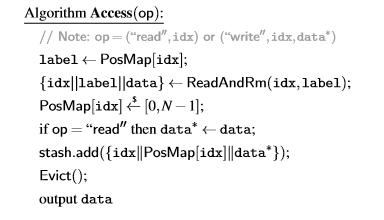 Algorithm Access(op):
// Note: op = (“read”,idx) or (“write”,idx,data*)
label ← PosMap[idx];
{idx||label||data} ← ReadAndRm(idx,label);
PosMap[idx] ←$ [0,N − 1];
if op = “read” then data* ← data;
stash.add({idx||PosMap[idx]||data*});
Evict();
output data